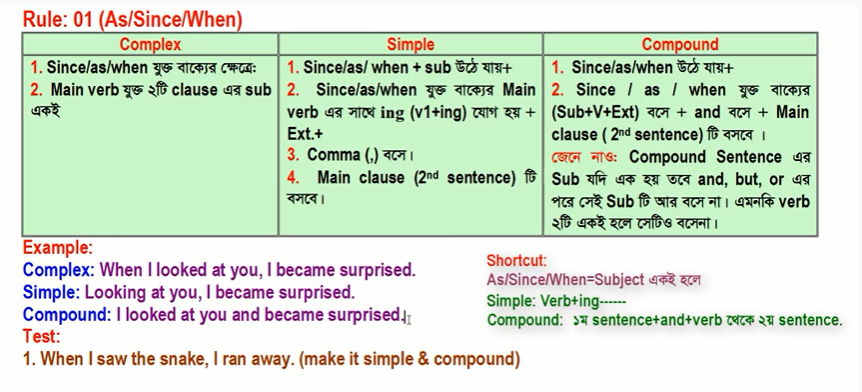 Rule: 01 (As/Since/When)
Complex
1. Since/as/when যুক্ত বাক্যের ক্ষেত্রে:
2. Main verb যুক্ত ২টি clause এর sub
একই
Simple
1. Since/as/ when + sub উঠে যায়+
2. Since/as/when যুক্ত বাক্যের Main
verb এর সাথে ing (v1+ing) যোগ হয় +
Ext.+
3. Comma (,) বসে।
4. Main clause (2nd sentence) টি
বসবে।
Compound
1. Since/as/when উঠে যায়+
2. Since / as / when যুক্ত বাক্যের
(Sub+V+Ext) বসে + and বসে + Main
clause ( 2nd sentence) টি বসবে ।
জেনে নাও: Compound Sentence এর
Sub যদি এক হয় তবে and, but, or এর
পরে সেই Sub টি আর বসে না। এমনকি verb
২টি একই হলে সেটিও বসেনা।
Example:
Complex: When I looked at you, I became surprised.
Simple: Looking at you, I became surprised.
Compound: I looked at you and became surprised.
Shortcut:
As/Since/When=Subject একই হলে
Simple: Verb+ing------
Compound: ১ম sentence+and+verb থেকে ২য় sentence.
Test:
1. When I saw the snake, I ran away. (make it simple & compound)